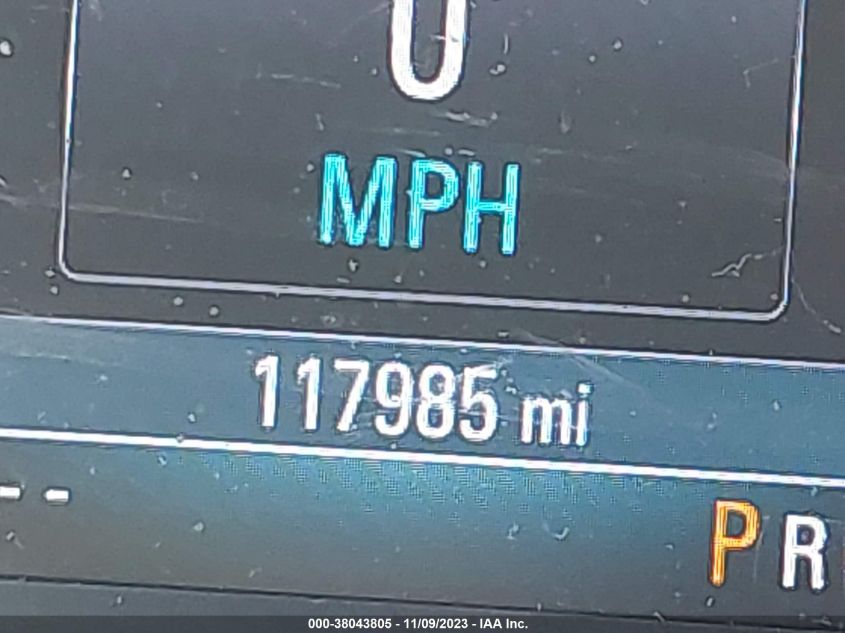 0
MPH
117985 mi
-- P R
000-38043805 - 11/09/2023 - IAA Inc.